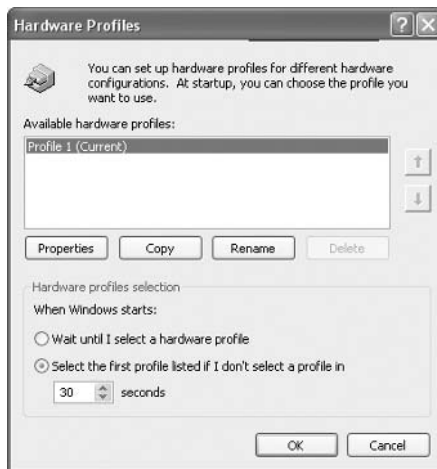 Hardware Profiles
You can set up hardware profiles for different hardware
configurations. At startup, you can choose the profile you
want to use.
Available hardware profiles:
Profile 1 (Current)
Properties
Copy
Rename
Delete
Hardware profiles selection
When Windows starts:
Wait until I select a hardware profile
Select the first profile listed if I don't select a profile in
30 seconds
OK
Cancel